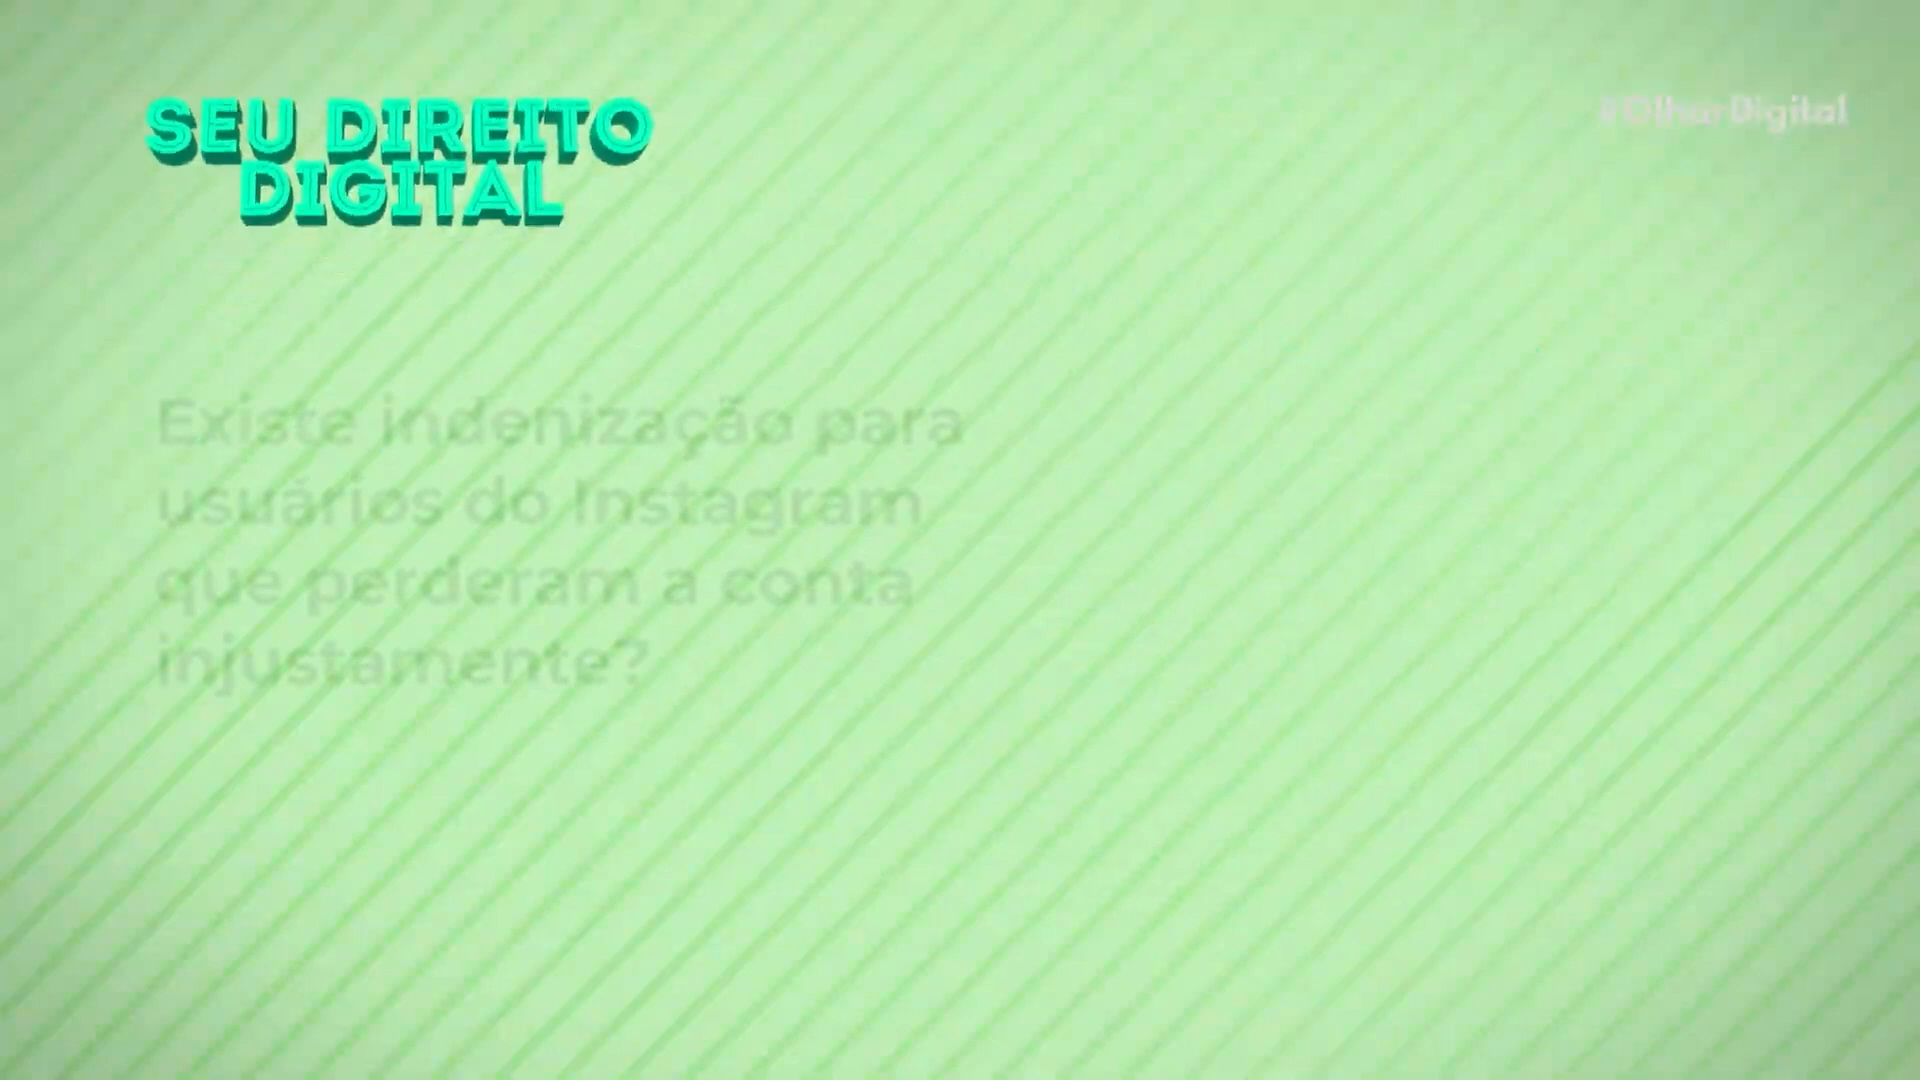 SEU DIREITO
DIGITAL
#OlharDigital
Existe indenização para
usuários do Instagram
que perderam a conta
injustamente?